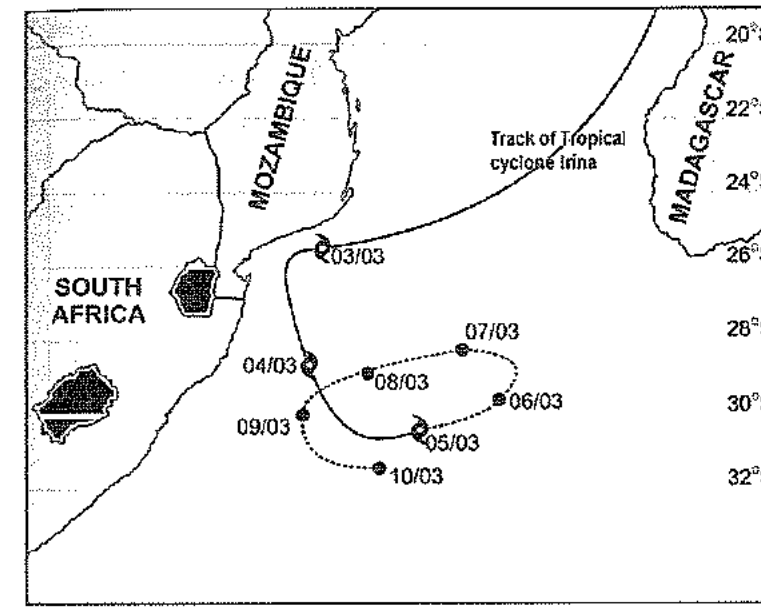 20°
MOZAMBIQUE
MADAGASCAR
22°
Track of Tropical
cyclone Irina
24°
03/03
26°
SOUTH
AFRICA
28°
07/03
04/03
08/03
06/03
30°
09/03
05/03
10/03
32°